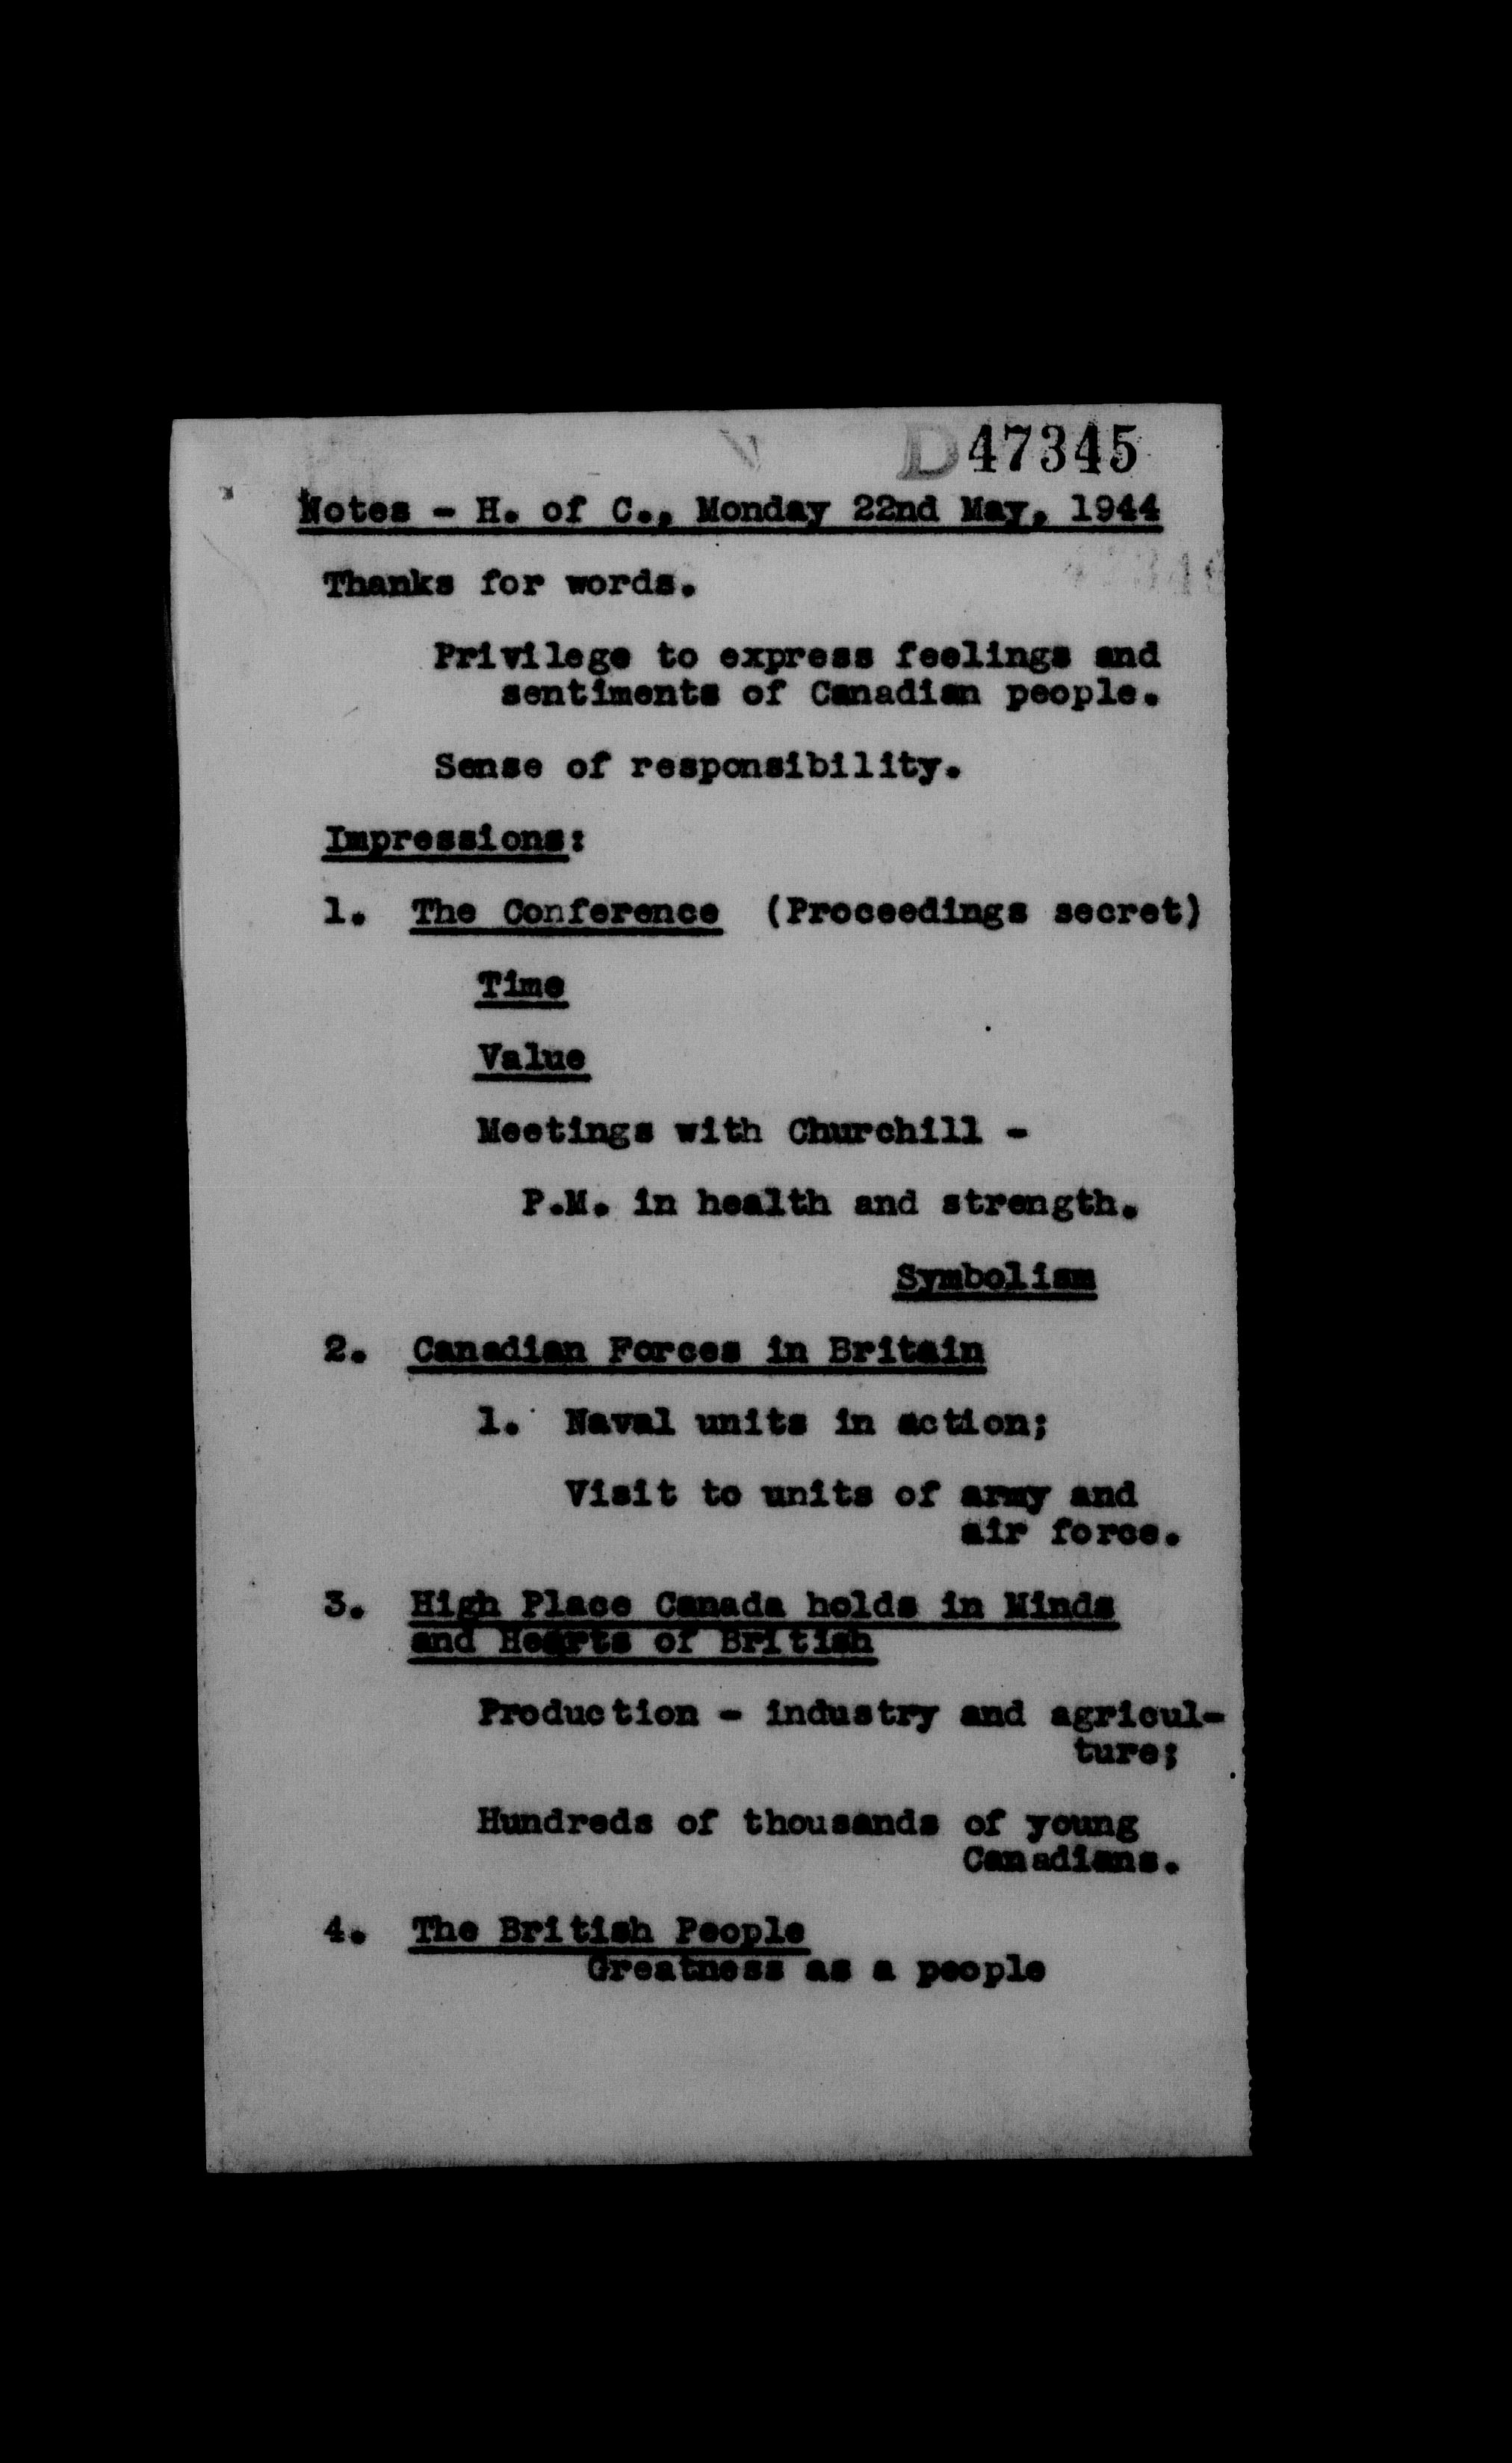 D47345
Notes - H. of C., Monday 22nd May, 1944
Thanks for words.
Privilege to express feelings and
sentiments of Canadian people.
Sense of responsibility.
Impressions:
1. The Conference (Proceedings secret)
Time
Value
Meetings with Churchill -
P.M. in health and strength.
Symbolism
2. Canadian Forces in Britain
1. Naval units in action;
Visit to units of army and
air force.
3. High Place Canada holds in Minds
and Hearts of British
Production - industry and agricul-
ture;
Hundreds of thousands of young
Canadians.
4. The British People
Greatness as a people